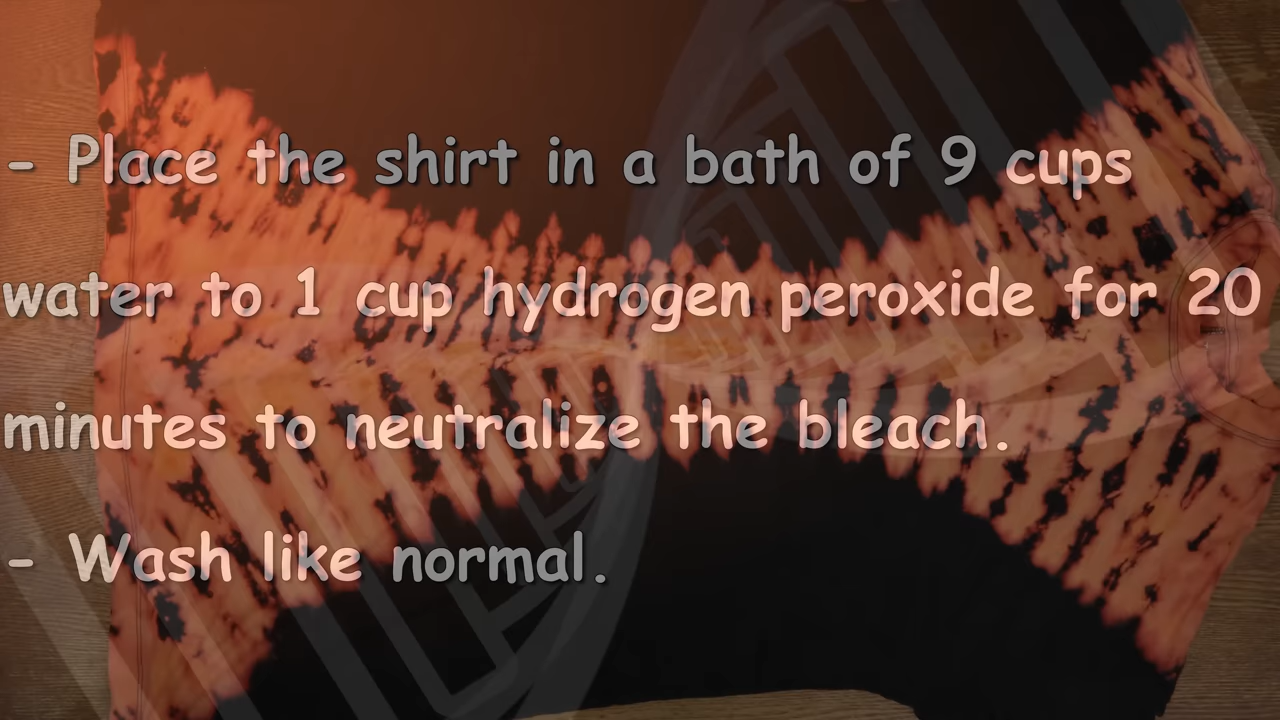 - Place the shirt in a bath of 9 cups
water to 1 cup hydrogen peroxide for 20
minutes to neutralize the bleach.
- Wash like normal.